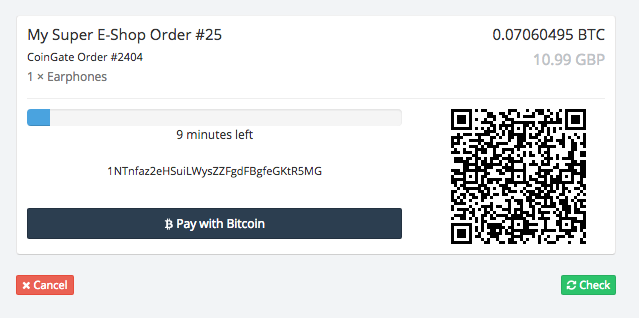 My Super E-Shop Order #25
0.07060495 BTC
CoinGate Order #2404
10.99 GBP
1 × Earphones
9 minutes left
1NTnfaz2eHSuiLWysZZFgdFBgfeGKtR5MG
Pay with Bitcoin
Cancel
Check